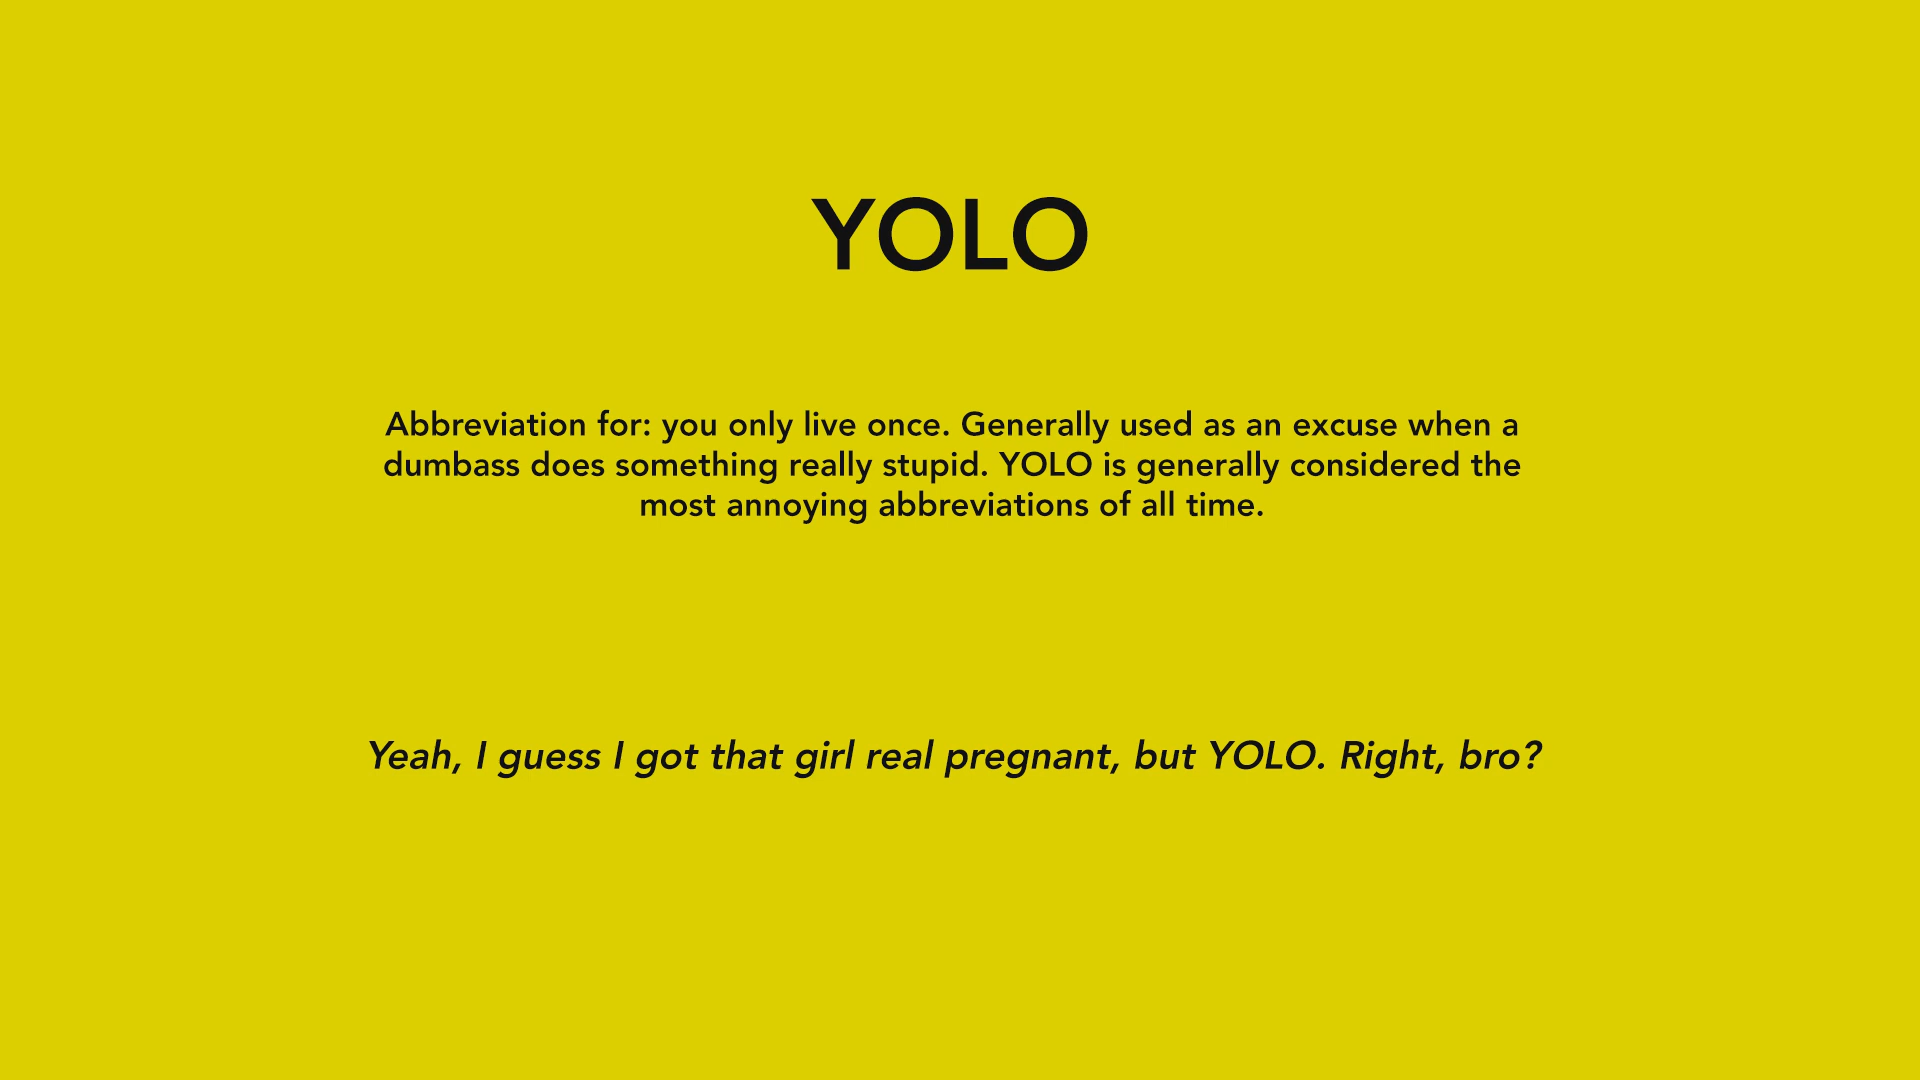 YOLO
Abbreviation for: you only live once. Generally used as an excuse when a
dumbass does something really stupid. YOLO is generally considered the
most annoying abbreviations of all time.
Yeah, I guess I got that girl real pregnant, but YOLO. Right, bro?